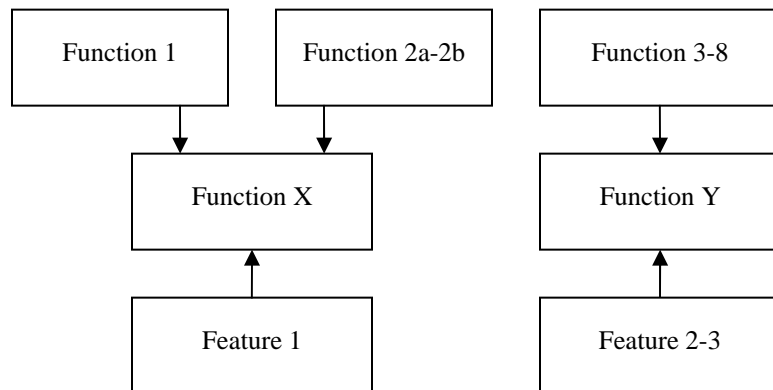 Function 1
Function 2a-2b
Function 3-8
Function X
Function Y
Feature 1
Feature 2-3